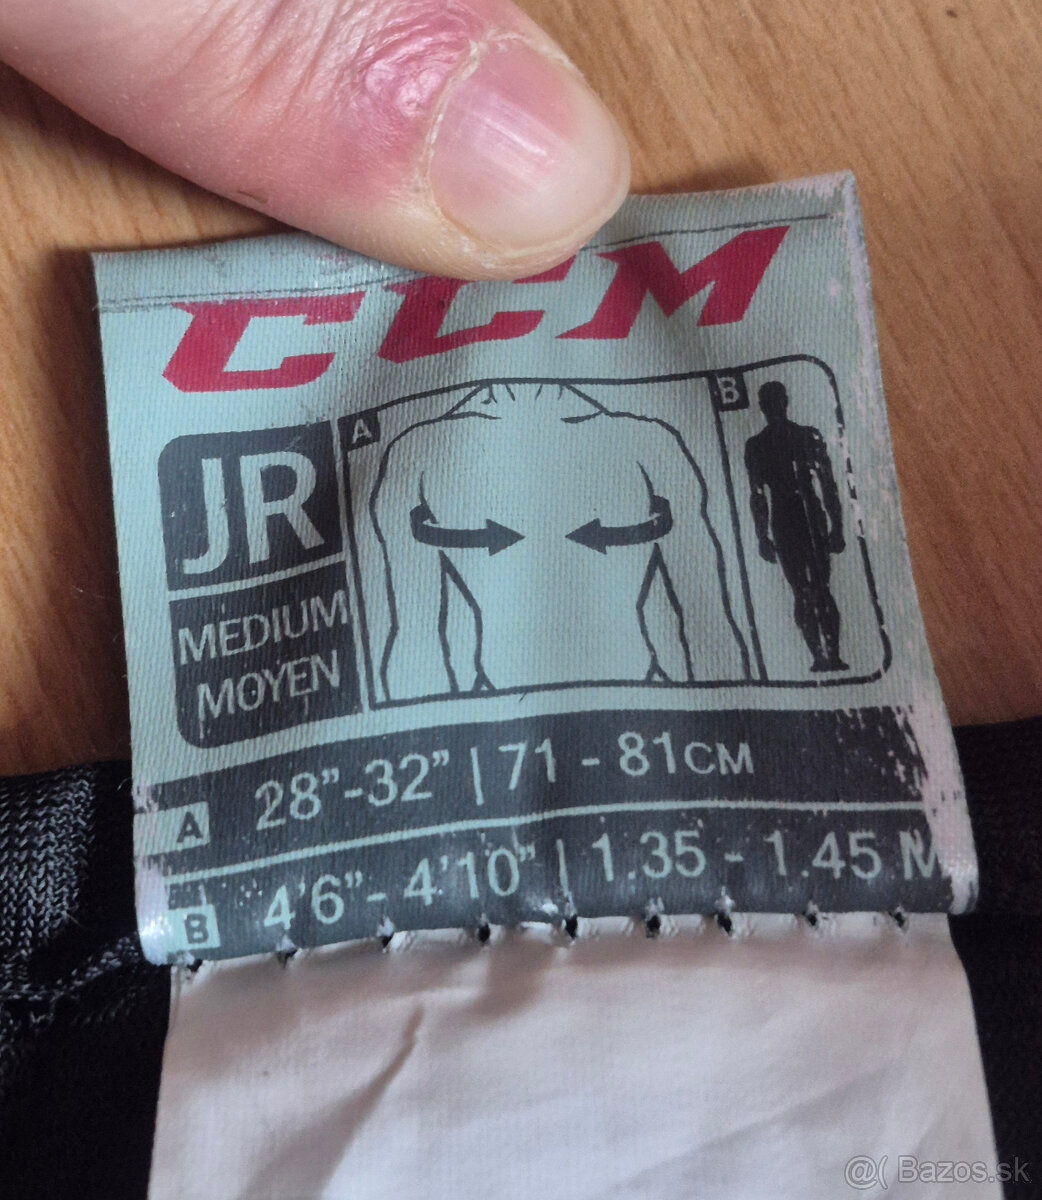 CCM
A
B
JR
MEDIUM
MOYEN
A 28”-32” | 71 - 81CM
B 4'6”- 4'10” | 1.35 - 1.45 M
@( Bazos.sk